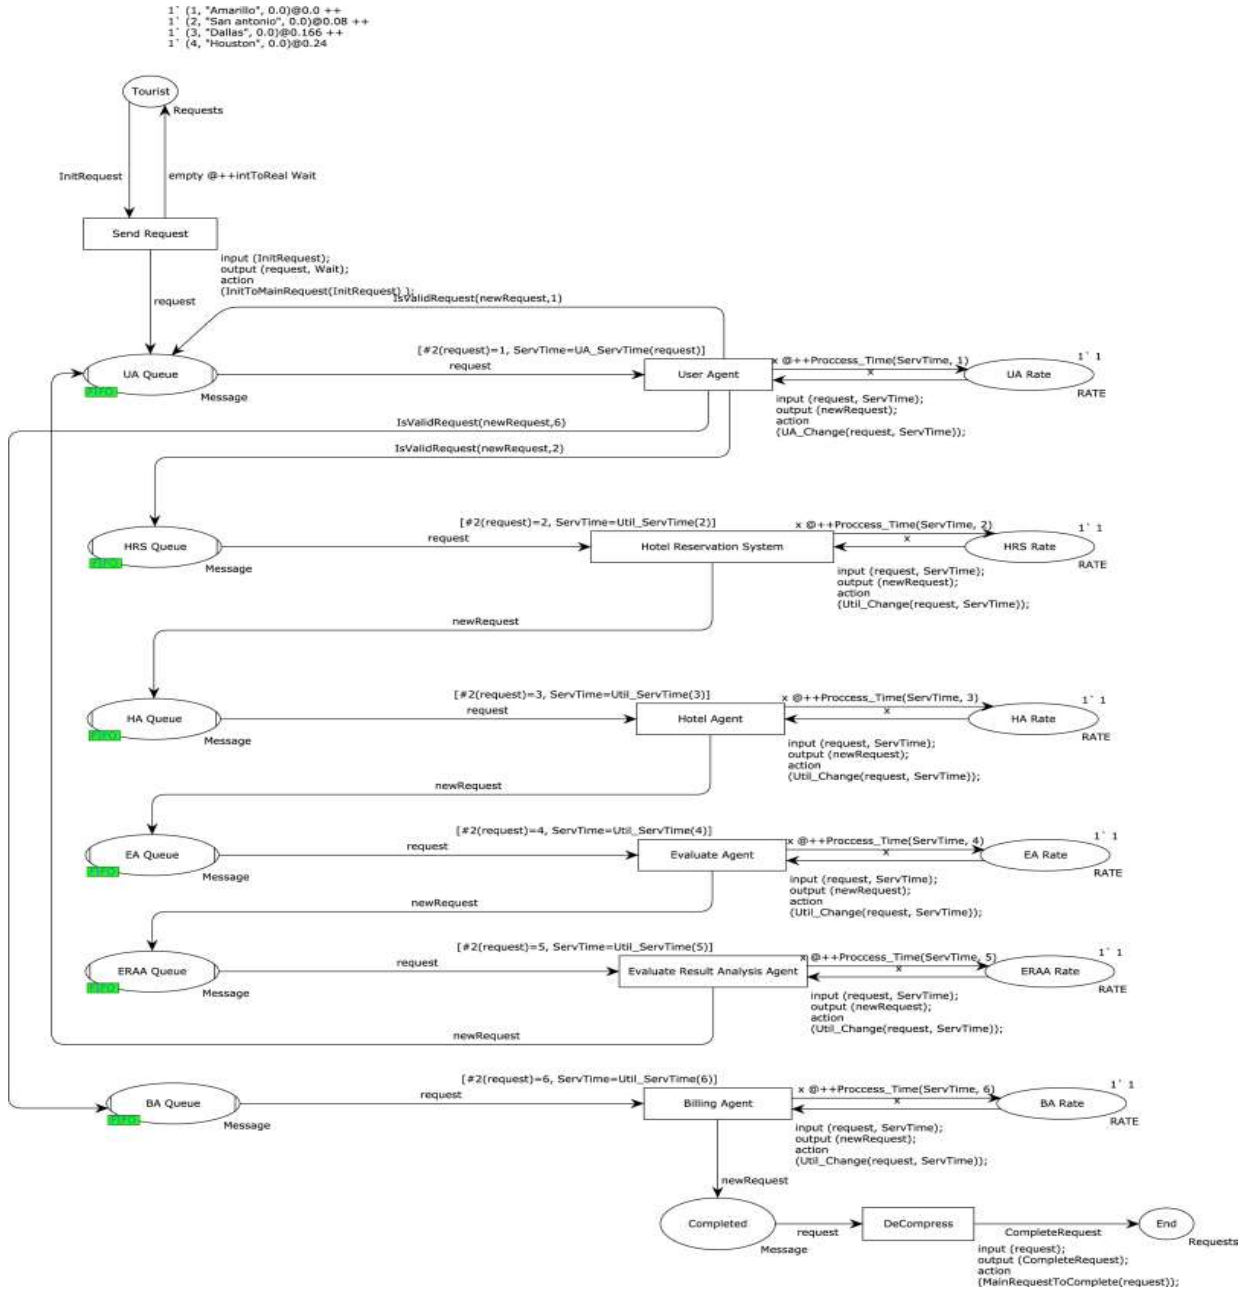 1` (1, "Amarillo", 0.0)@0.0 ++
1` (2, "San antonio", 0.0)@0.08 ++
1` (3, "Dallas", 0.0)@0.166 ++
1` (4, "Houston", 0.0)@0.24
Tourist
Requests
InitRequest
empty @++intToReal Wait
Send Request
input (InitRequest);
output (request, Wait);
action
(InitToMainRequest(InitRequest) );
request
IsValidRequest(newRequest,1)
[#2(request)=1, ServTime=UA_ServTime(request)]
UA Queue
FIFO
Message
request
User Agent
x @++Proccess_Time(ServTime, 1)
x
UA Rate
1` 1
RATE
input (request, ServTime);
output (newRequest);
action
(UA_Change(request, ServTime));
IsValidRequest(newRequest,6)
IsValidRequest(newRequest,2)
[#2(request)=2, ServTime=Util_ServTime(2)]
HRS Queue
FIFO
Message
request
Hotel Reservation System
x @++Proccess_Time(ServTime, 2)
x
HRS Rate
1` 1
RATE
input (request, ServTime);
output (newRequest);
action
(Util_Change(request, ServTime));
newRequest
[#2(request)=3, ServTime=Util_ServTime(3)]
HA Queue
FIFO
Message
request
Hotel Agent
x @++Proccess_Time(ServTime, 3)
x
HA Rate
1` 1
RATE
input (request, ServTime);
output (newRequest);
action
(Util_Change(request, ServTime));
newRequest
[#2(request)=4, ServTime=Util_ServTime(4)]
EA Queue
FIFO
Message
request
Evaluate Agent
x @++Proccess_Time(ServTime, 4)
x
EA Rate
1` 1
RATE
input (request, ServTime);
output (newRequest);
action
(Util_Change(request, ServTime));
newRequest
[#2(request)=5, ServTime=Util_ServTime(5)]
ERAA Queue
FIFO
Message
request
Evaluate Result Analysis Agent
x @++Proccess_Time(ServTime, 5)
x
ERAA Rate
1` 1
RATE
input (request, ServTime);
output (newRequest);
action
(Util_Change(request, ServTime));
newRequest
[#2(request)=6, ServTime=Util_ServTime(6)]
BA Queue
FIFO
Message
request
Billing Agent
x @++Proccess_Time(ServTime, 6)
x
BA Rate
1` 1
RATE
input (request, ServTime);
output (newRequest);
action
(Util_Change(request, ServTime));
newRequest
Completed
Message
request
DeCompress
CompleteRequest
End
Requests
input (request);
output (CompleteRequest);
action
(MainRequestToComplete(request));